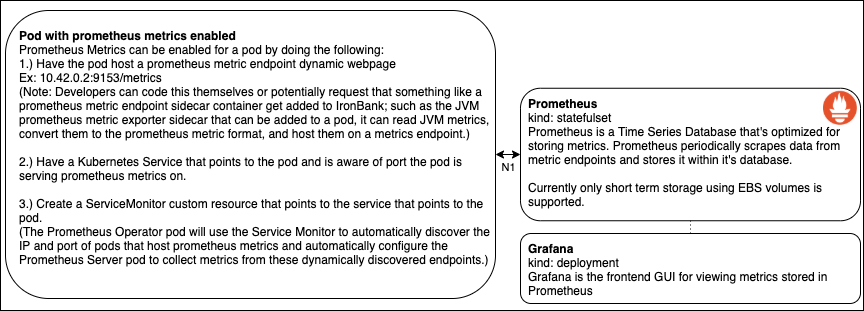 Pod with prometheus metrics enabled
Prometheus Metrics can be enabled for a pod by doing the following:
1.) Have the pod host a prometheus metric endpoint dynamic webpage
Ex: 10.42.0.2:9153/metrics
(Note: Developers can code this themselves or potentially request that something like a
prometheus metric endpoint sidecar container get added to IronBank; such as the JVM
prometheus metric exporter sidecar that can be added to a pod, it can read JVM metrics,
convert them to the prometheus metric format, and host them on a metrics endpoint.)
2.) Have a Kubernetes Service that points to the pod and is aware of port the pod is
serving prometheus metrics on.
3.) Create a ServiceMonitor custom resource that points to the service that points to the
pod.
(The Prometheus Operator pod will use the Service Monitor to automatically discover the
IP and port of pods that host prometheus metrics and automatically configure the
Prometheus Server pod to collect metrics from these dynamically discovered endpoints.)
N1
Prometheus
kind: statefulset
Prometheus is a Time Series Database that's optimized for
storing metrics. Prometheus periodically scrapes data from
metric endpoints and stores it within it's database.
Currently only short term storage using EBS volumes is
supported.
Grafana
kind: deployment
Grafana is the frontend GUI for viewing metrics stored in
Prometheus